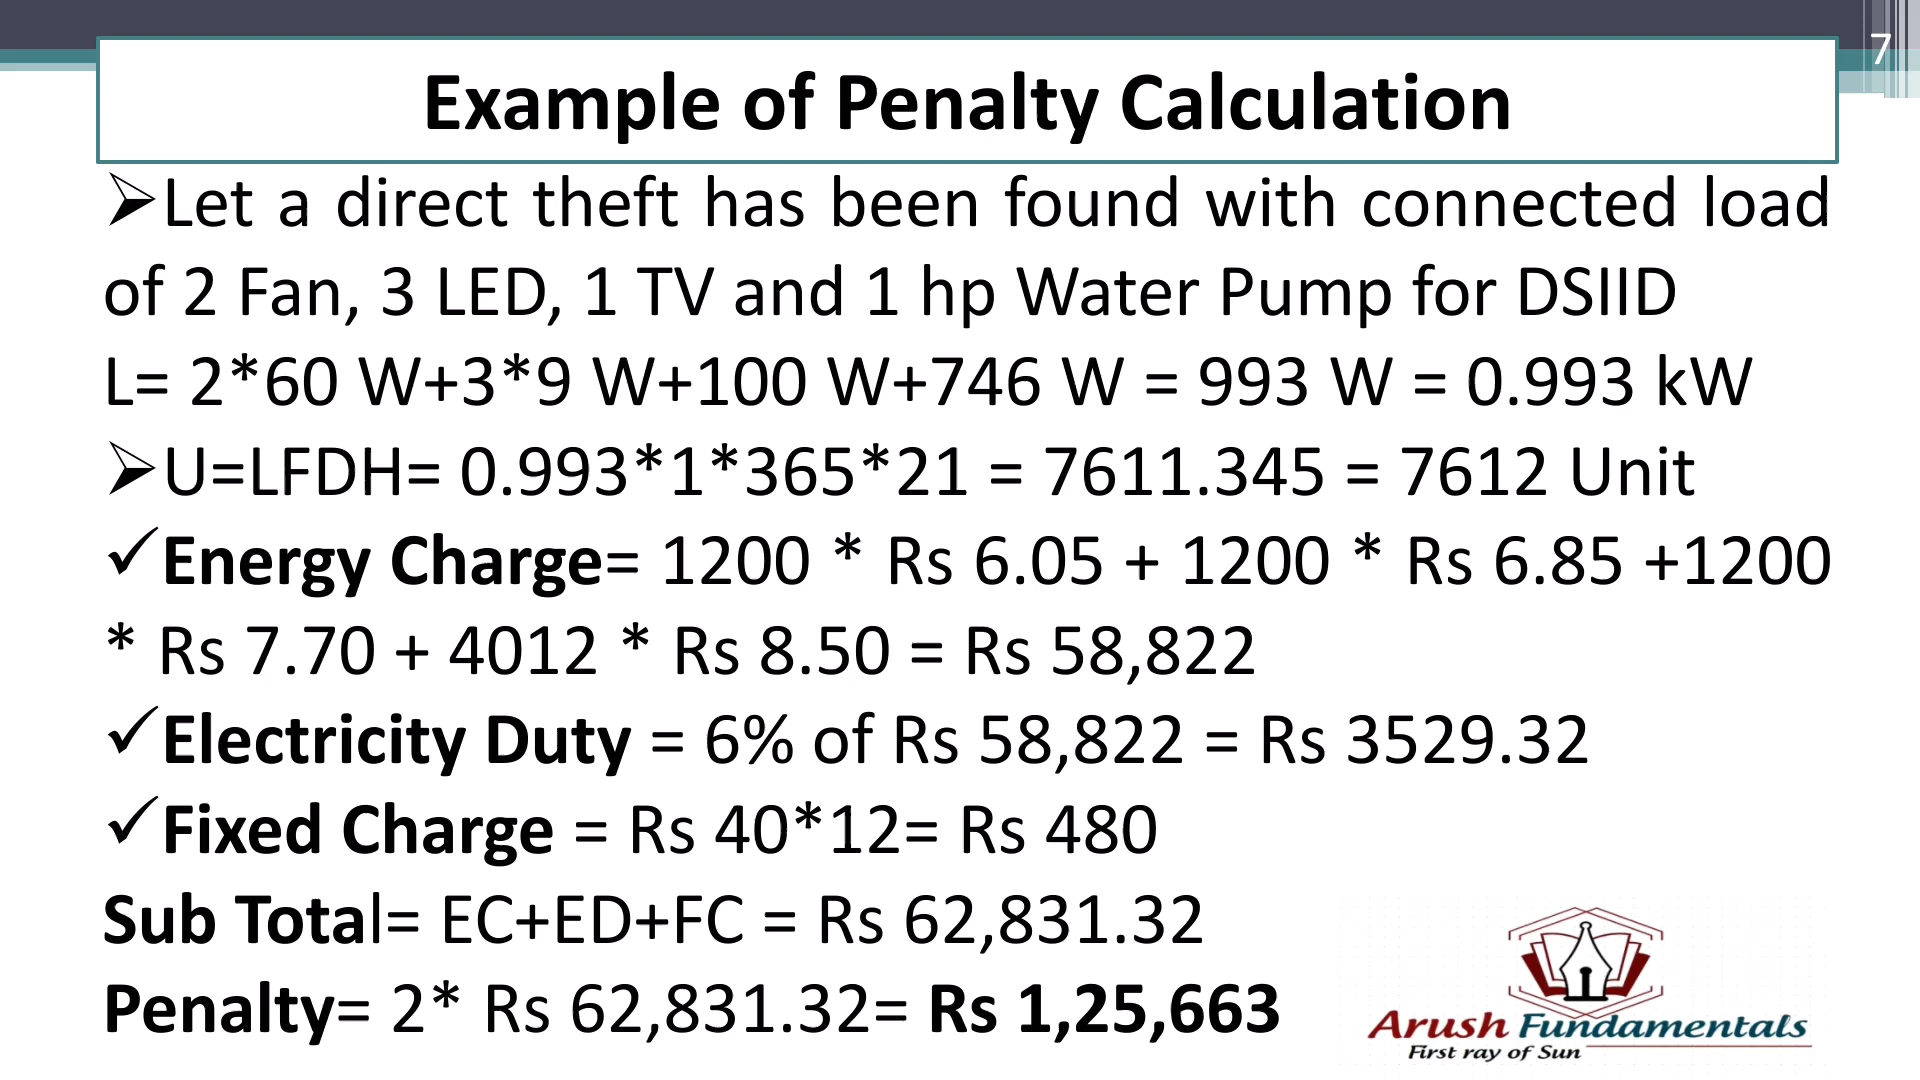 7
Example of Penalty Calculation
➢Let a direct theft has been found with connected load
of 2 Fan, 3 LED, 1 TV and 1 hp Water Pump for DSIID
L= 2*60 W+3*9 W+100 W+746 W = 993 W = 0.993 kW
➢U=LFDH= 0.993*1*365*21 = 7611.345 = 7612 Unit
✓Energy Charge= 1200 * Rs 6.05 + 1200 * Rs 6.85 +1200
* Rs 7.70 + 4012 * Rs 8.50 = Rs 58,822
✓Electricity Duty = 6% of Rs 58,822 = Rs 3529.32
✓Fixed Charge = Rs 40*12= Rs 480
Sub Total= EC+ED+FC = Rs 62,831.32
Penalty= 2* Rs 62,831.32= Rs 1,25,663
Arush Fundamentals
First ray of Sun